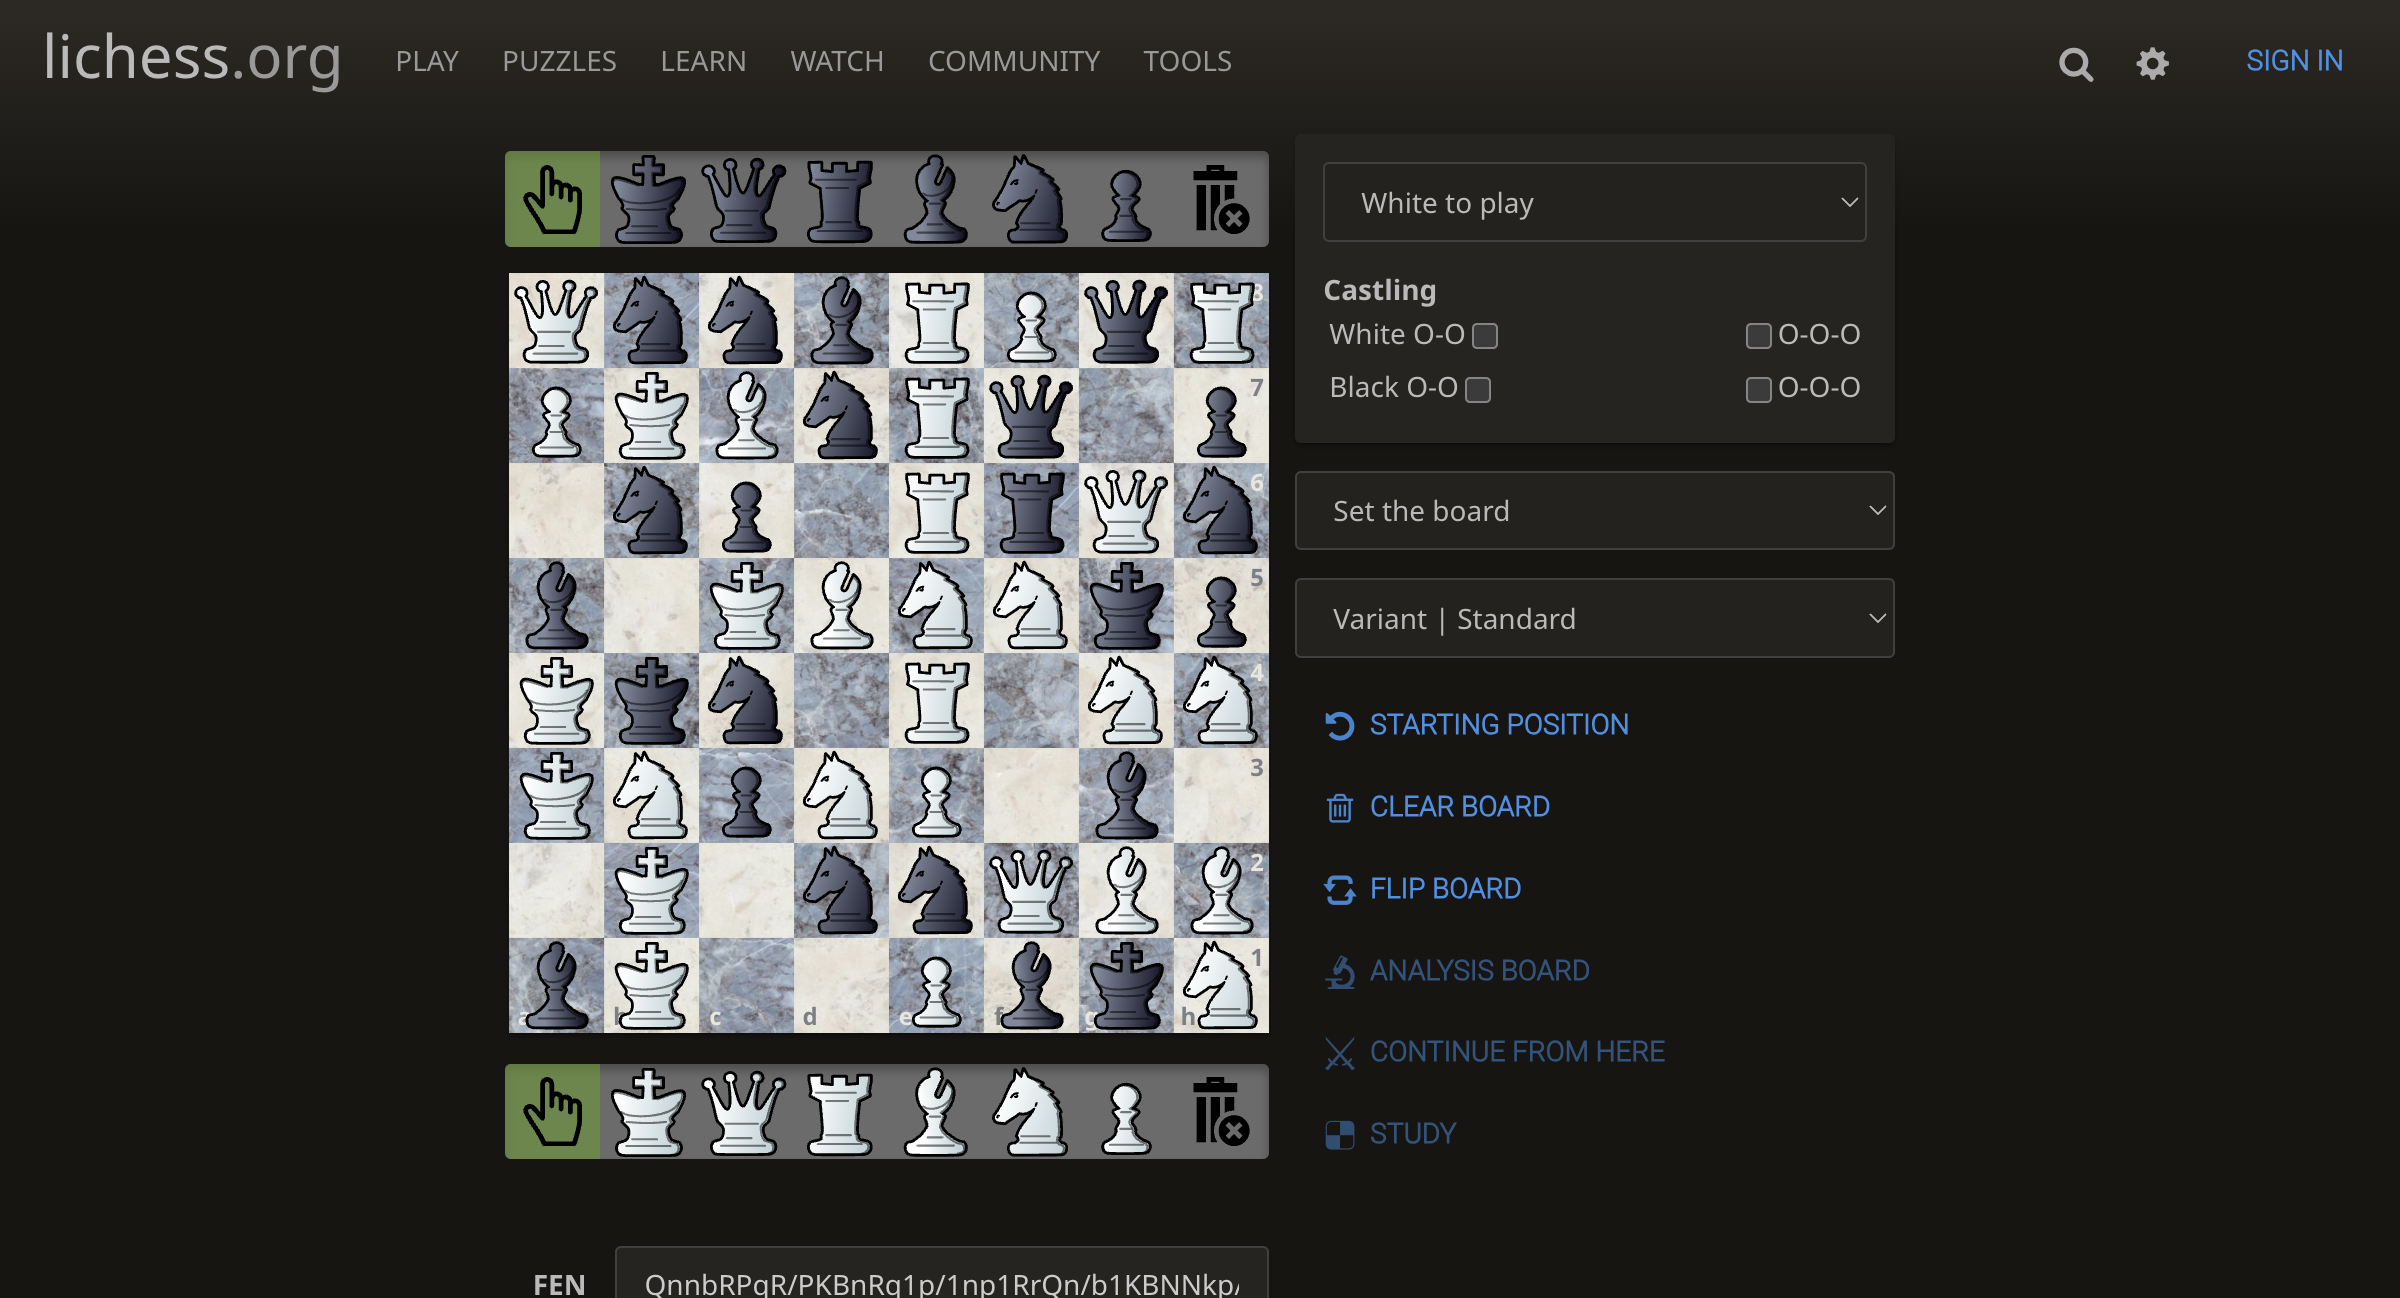 lichess.org PLAY PUZZLES LEARN WATCH COMMUNITY TOOLS SIGN IN
White to play
Castling
White O-O O-O-O
Black O-O O-O-O
Set the board
Variant | Standard
STARTING POSITION
CLEAR BOARD
FLIP BOARD
ANALYSIS BOARD
CONTINUE FROM HERE
STUDY
8
7
6
5
4
3
2
1
a b c d e f g h
FEN QnnbRPqR/PKBnRq1p/1np1RrQn/b1KBNNkp/